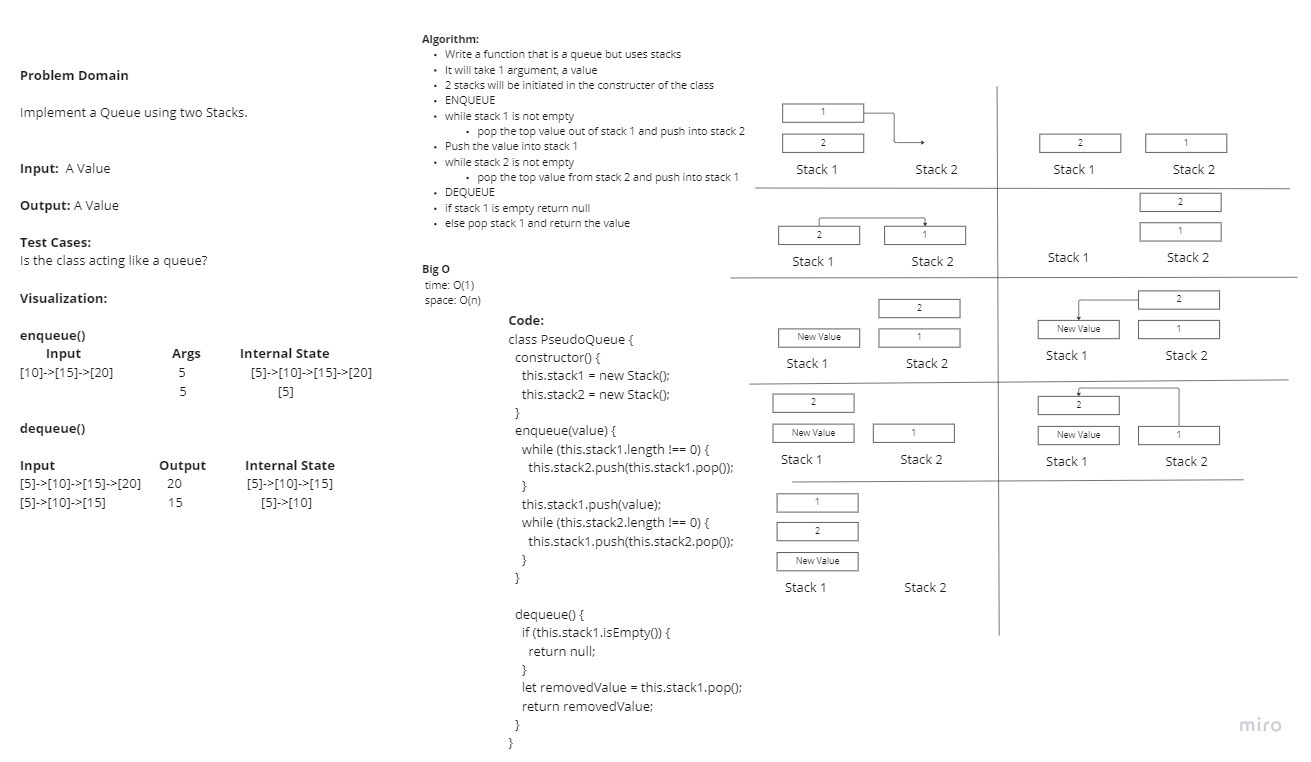 Problem Domain
Implement a Queue using two Stacks.
Input: A Value
Output: A Value
Test Cases:
Is the class acting like a queue?
Visualization:
enqueue()
Input Args Internal State
[10]->[15]->[20] 5 [5]->[10]->[15]->[20]
5 [5]
dequeue()
Input Output Internal State
[5]->[10]->[15]->[20] 20 [5]->[10]->[15]
[5]->[10]->[15] 15 [5]->[10]
Algorithm:
• Write a function that is a queue but uses stacks
• It will take 1 argument, a value
• 2 stacks will be initiated in the constructer of the class
• ENQUEUE
• while stack 1 is not empty
• pop the top value out of stack 1 and push into stack 2
• Push the value into stack 1
• while stack 2 is not empty
• pop the top value from stack 2 and push into stack 1
• DEQUEUE
• if stack 1 is empty return null
• else pop stack 1 and return the value
Big O
time: O(1)
space: O(n)
Code:
class PseudoQueue {
constructor() {
this.stack1 = new Stack();
this.stack2 = new Stack();
}
enqueue(value) {
while (this.stack1.length !== 0) {
this.stack2.push(this.stack1.pop());
}
this.stack1.push(value);
while (this.stack2.length !== 0) {
this.stack1.push(this.stack2.pop());
}
}
dequeue() {
if (this.stack1.isEmpty()) {
return null;
}
let removedValue = this.stack1.pop();
return removedValue;
}
}
1
2
Stack 1 Stack 2
2 1
Stack 1 Stack 2
2 1
Stack 1 Stack 2
2
1
Stack 1 Stack 2
2
New Value 1
Stack 1 Stack 2
2
New Value 1
Stack 1 Stack 2
2
New Value 1
Stack 1 Stack 2
2
New Value 1
Stack 1 Stack 2
1
2
New Value
Stack 1 Stack 2
miro